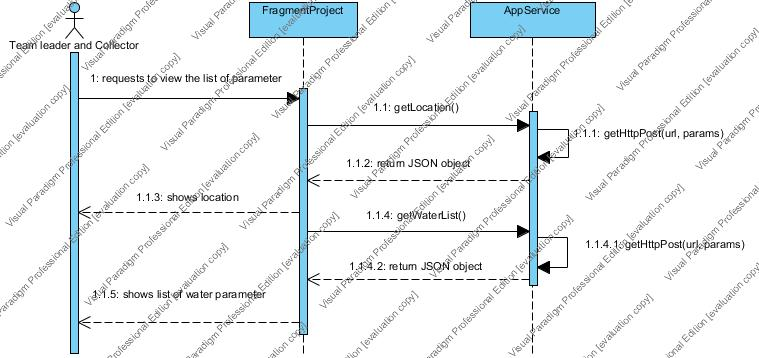 FragmentProject
AppService
Team leader and Collector
1: requests to view the list of parameter
1.1: getLocation()
1.1.1: getHttpPost(url, params)
1.1.2: return JSON object
1.1.3: shows location
1.1.4: getWaterList()
1.1.4.1: getHttpPost(url, params)
1.1.4.2: return JSON object
1.1.5: shows list of water parameter
Visual Paradigm Professional Edition [evaluation copy]